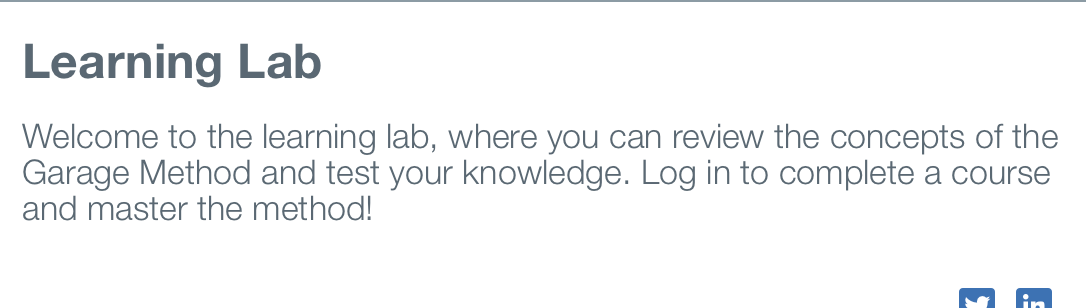 Learning Lab
Welcome to the learning lab, where you can review the concepts of the
Garage Method and test your knowledge. Log in to complete a course
and master the method!
in